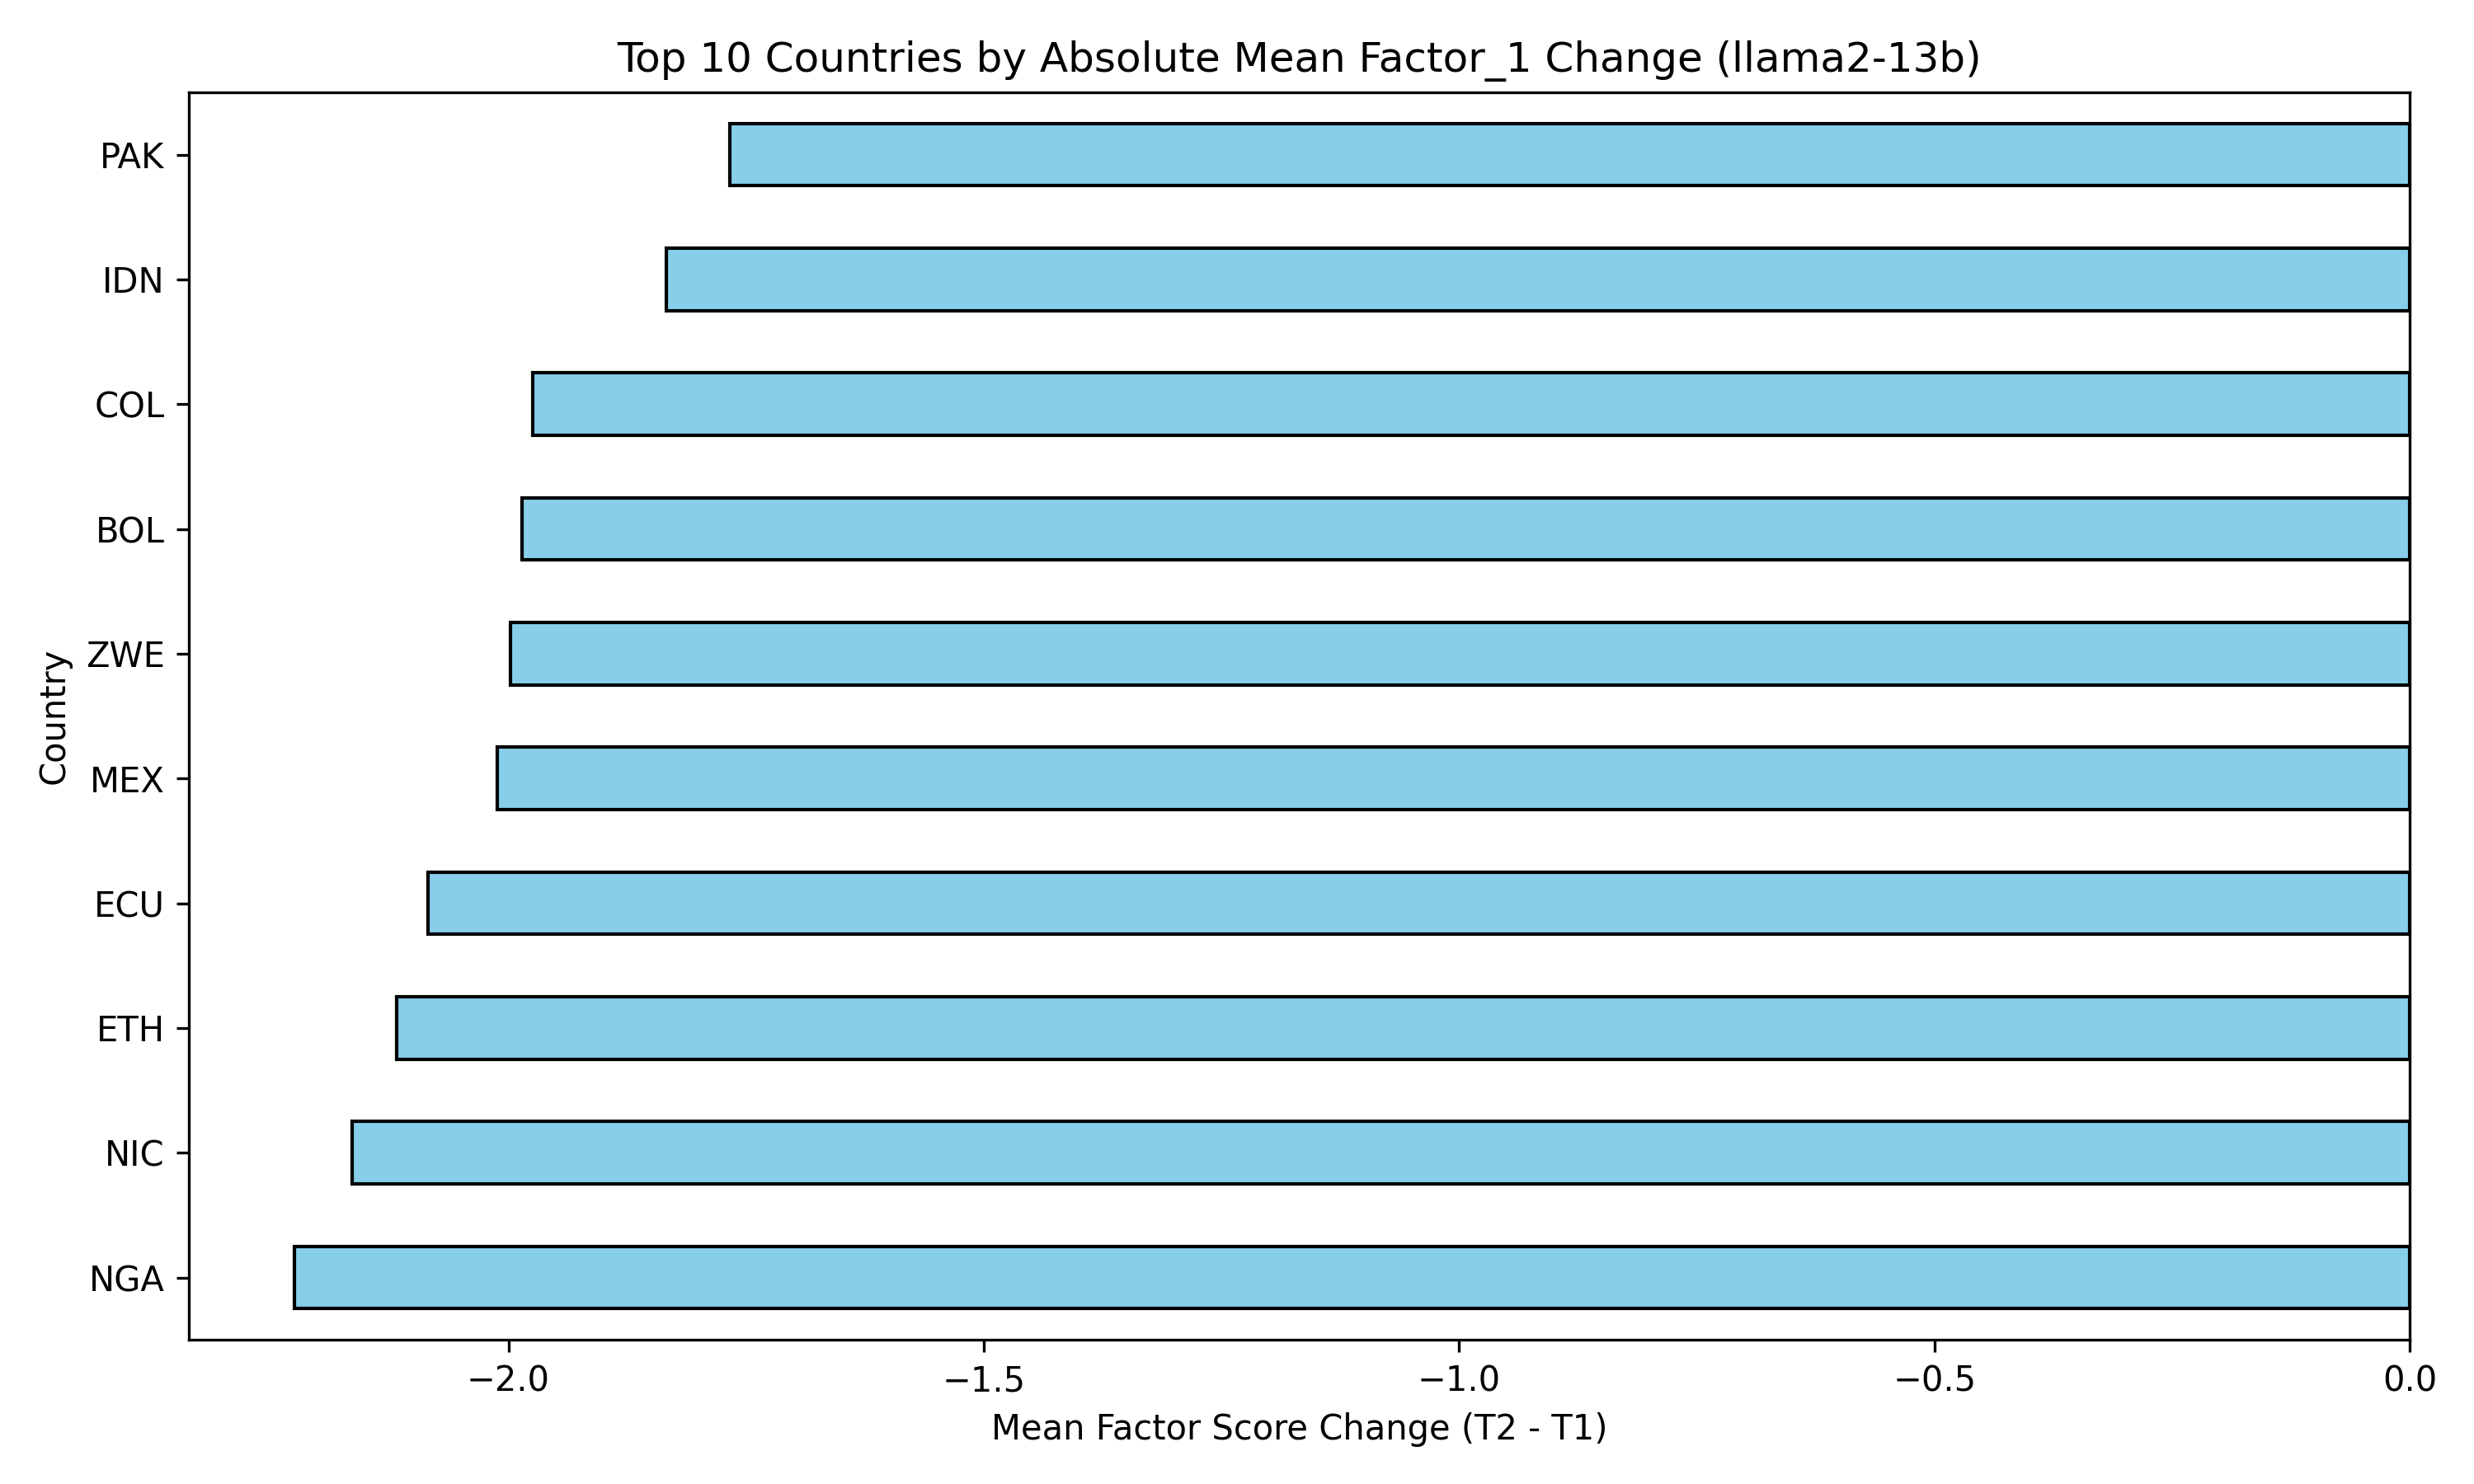 Top 10 Countries by Absolute Mean Factor_1 Change (llama2-13b)
PAK
IDN
COL
BOL
ZWE
MEX
ECU
ETH
NIC
NGA
Country
−2.0 −1.5 −1.0 −0.5 0.0
Mean Factor Score Change (T2 - T1)